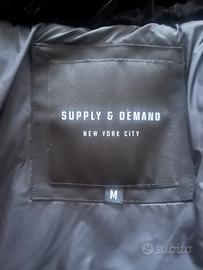 SUPPLY & DEMAND
NEW YORK CITY
M
subito